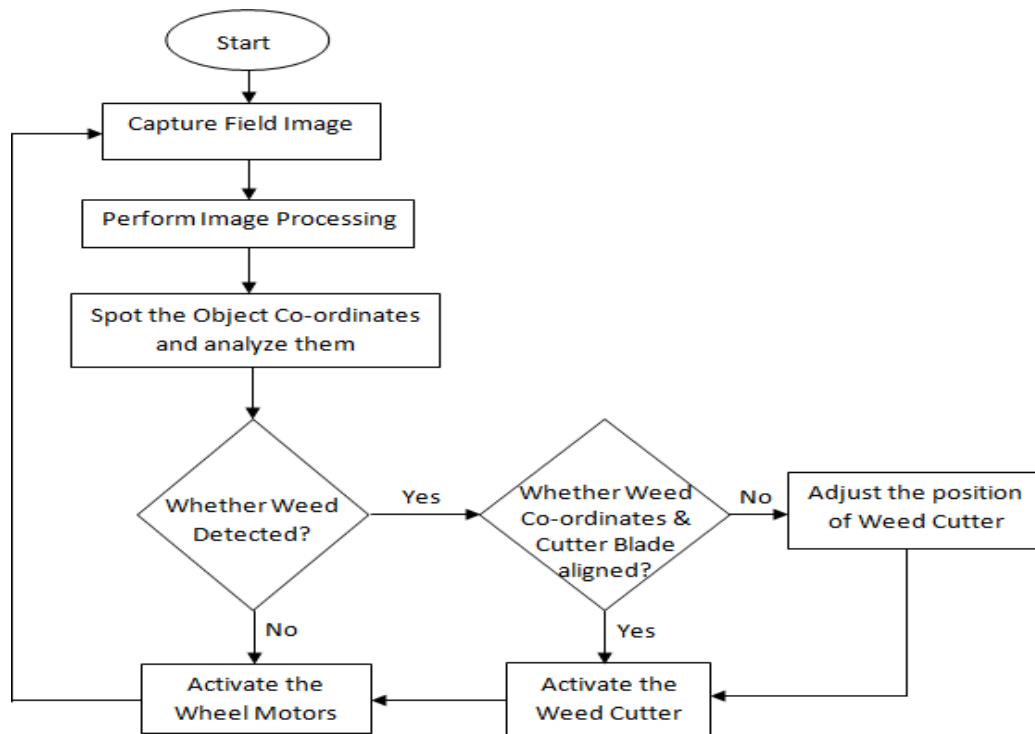 Start
Capture Field Image
Perform Image Processing
Spot the Object Co-ordinates
and analyze them
Whether Weed
Detected?
Yes
Whether Weed
Co-ordinates &
Cutter Blade
aligned?
No
Adjust the position
of Weed Cutter
No
Yes
Activate the
Wheel Motors
Activate the
Weed Cutter